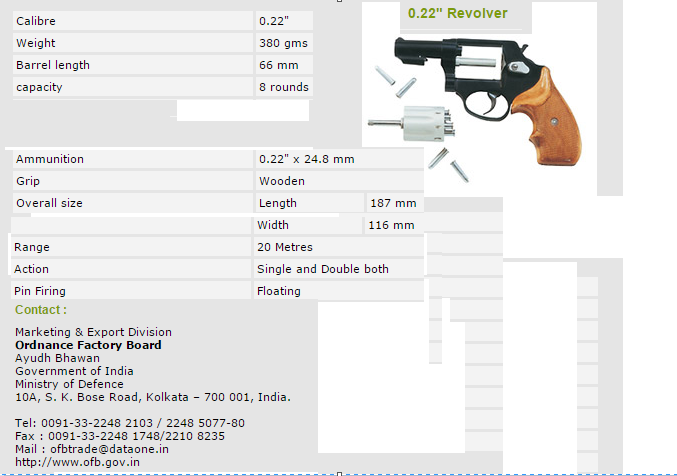 0.22" Revolver
Calibre 0.22"
Weight 380 gms
Barrel length 66 mm
capacity 8 rounds
Ammunition 0.22" x 24.8 mm
Grip Wooden
Overall size Length 187 mm
Width 116 mm
Range 20 Metres
Action Single and Double both
Pin Firing Floating
Contact :
Marketing & Export Division
Ordnance Factory Board
Ayudh Bhawan
Government of India
Ministry of Defence
10A, S. K. Bose Road, Kolkata – 700 001, India.
Tel: 0091-33-2248 2103 / 2248 5077-80
Fax : 0091-33-2248 1748/2210 8235
Mail : ofbtrade@dataone.in
http://www.ofb.gov.in